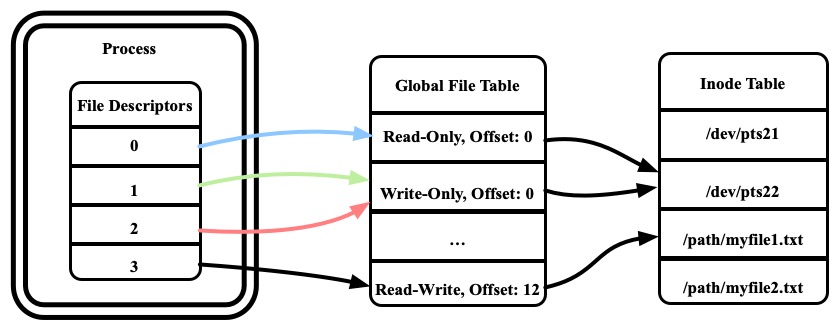 Process
File Descriptors
0
1
2
3
Global File Table
Read-Only, Offset: 0
Write-Only, Offset: 0
...
Read-Write, Offset: 12
Inode Table
/dev/pts21
/dev/pts22
/path/myfile1.txt
/path/myfile2.txt